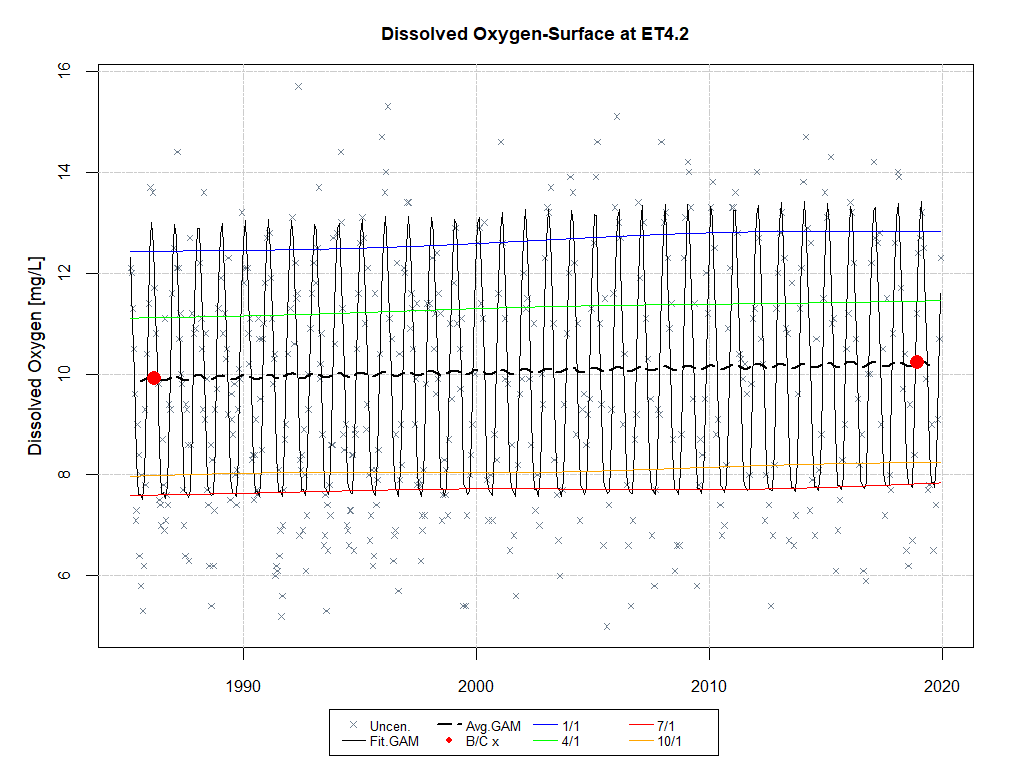 Dissolved Oxygen-Surface at ET4.2
Dissolved Oxygen [mg/L]
16
14
12
10
8
6
1990 2000 2010 2020
Uncen. Avg.GAM 1/1 7/1
Fit.GAM B/C x 4/1 10/1